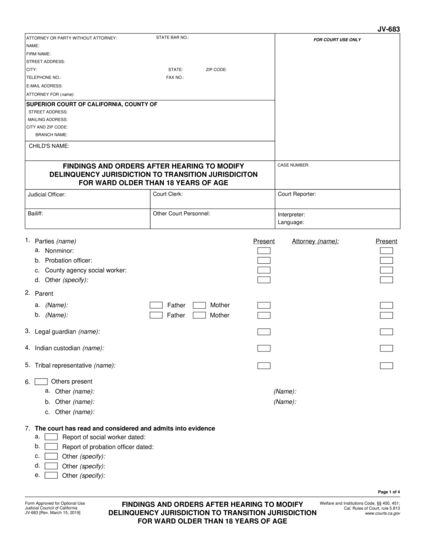 JV-683
ATTORNEY OR PARTY WITHOUT ATTORNEY: STATE BAR NO.:
FOR COURT USE ONLY
NAME:
FIRM NAME:
STREET ADDRESS:
CITY: STATE: ZIP CODE:
TELEPHONE NO.: FAX NO.:
E-MAIL ADDRESS:
ATTORNEY FOR (name):
SUPERIOR COURT OF CALIFORNIA, COUNTY OF
STREET ADDRESS:
MAILING ADDRESS:
CITY AND ZIP CODE:
BRANCH NAME:
CHILD'S NAME:
FINDINGS AND ORDERS AFTER HEARING TO MODIFY
DELINQUENCY JURISDICTION TO TRANSITION JURISDICITON
FOR WARD OLDER THAN 18 YEARS OF AGE
CASE NUMBER:
Judicial Officer: Court Clerk: Court Reporter:
Bailiff: Other Court Personnel: Interpreter:
Language:
1. Parties (name) Present Attorney (name): Present
a. Nonminor:
b. Probation officer:
c. County agency social worker:
d. Other (specify):
2. Parent
a. (Name): Father Mother
b. (Name): Father Mother
3. Legal guardian (name):
4. Indian custodian (name):
5. Tribal representative (name):
6. Others present
a. Other (name): (Name):
b. Other (name): (Name):
c. Other (name):
7. The court has read and considered and admits into evidence
a. Report of social worker dated:
b. Report of probation officer dated:
c. Other (specify):
d. Other (specify):
e. Other (specify):
Page 1 of 4
Form Approved for Optional Use
Judicial Council of California
JV-683 [Rev. March 15, 2019]
FINDINGS AND ORDERS AFTER HEARING TO MODIFY
DELINQUENCY JURISDICTION TO TRANSITION JURISDICTION
FOR WARD OLDER THAN 18 YEARS OF AGE
Welfare and Institutions Code, §§ 450, 451;
Cal. Rules of Court, rule 5.813
www.courts.ca.gov